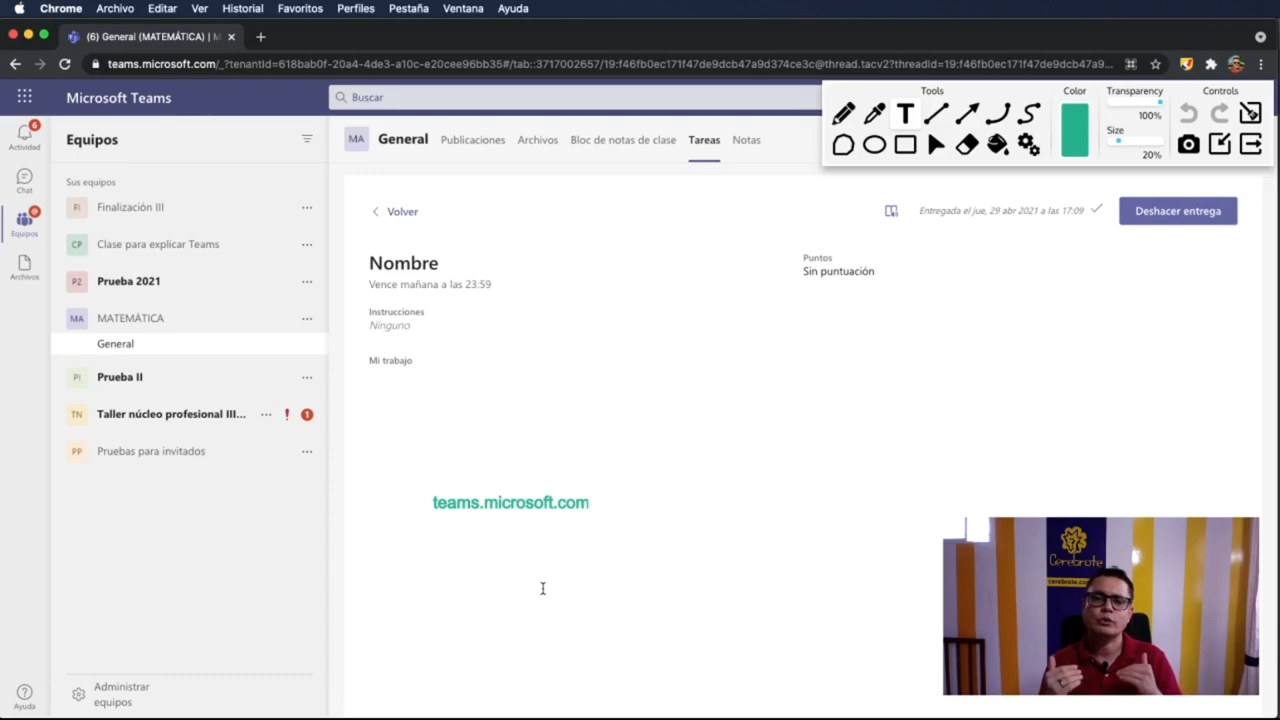 Chrome Archivo Editar Ver Historial Favoritos Perfiles Pestaña Ventana Ayuda
(6) General (MATEMÁTICA) | M
teams.microsoft.com/_?tenantId=618bab0f-20a4-4de3-a10c-e20cee96bb35#/tab::3717002657/19:f46fb0ec171f47de9dcb47a9d374ce3c@thread.tacv2?threadId=19:f46fb0ec171f47de9dcb47a9...
Microsoft Teams
Buscar
Tools Color Transparency Controls
100%
Size
20%
Actividad
6
Chat
Equipos
Archivos
Equipos
Sus equipos
FI Finalización III ...
CP Clase para explicar Teams ...
P2 Prueba 2021 ...
MA MATEMÁTICA ...
General
PI Prueba II ...
TN Taller núcleo profesional III... ... ! 1
PP Pruebas para invitados ...
Administrar
equipos
Ayuda
MA General Publicaciones Archivos Bloc de notas de clase Tareas Notas
Volver
Entregada el jue, 29 abr 2021 a las 17:09
Deshacer entrega
Nombre
Vence mañana a las 23:59
Puntos
Sin puntuación
Instrucciones
Ninguno
Mi trabajo
teams.microsoft.com
Cerebrote